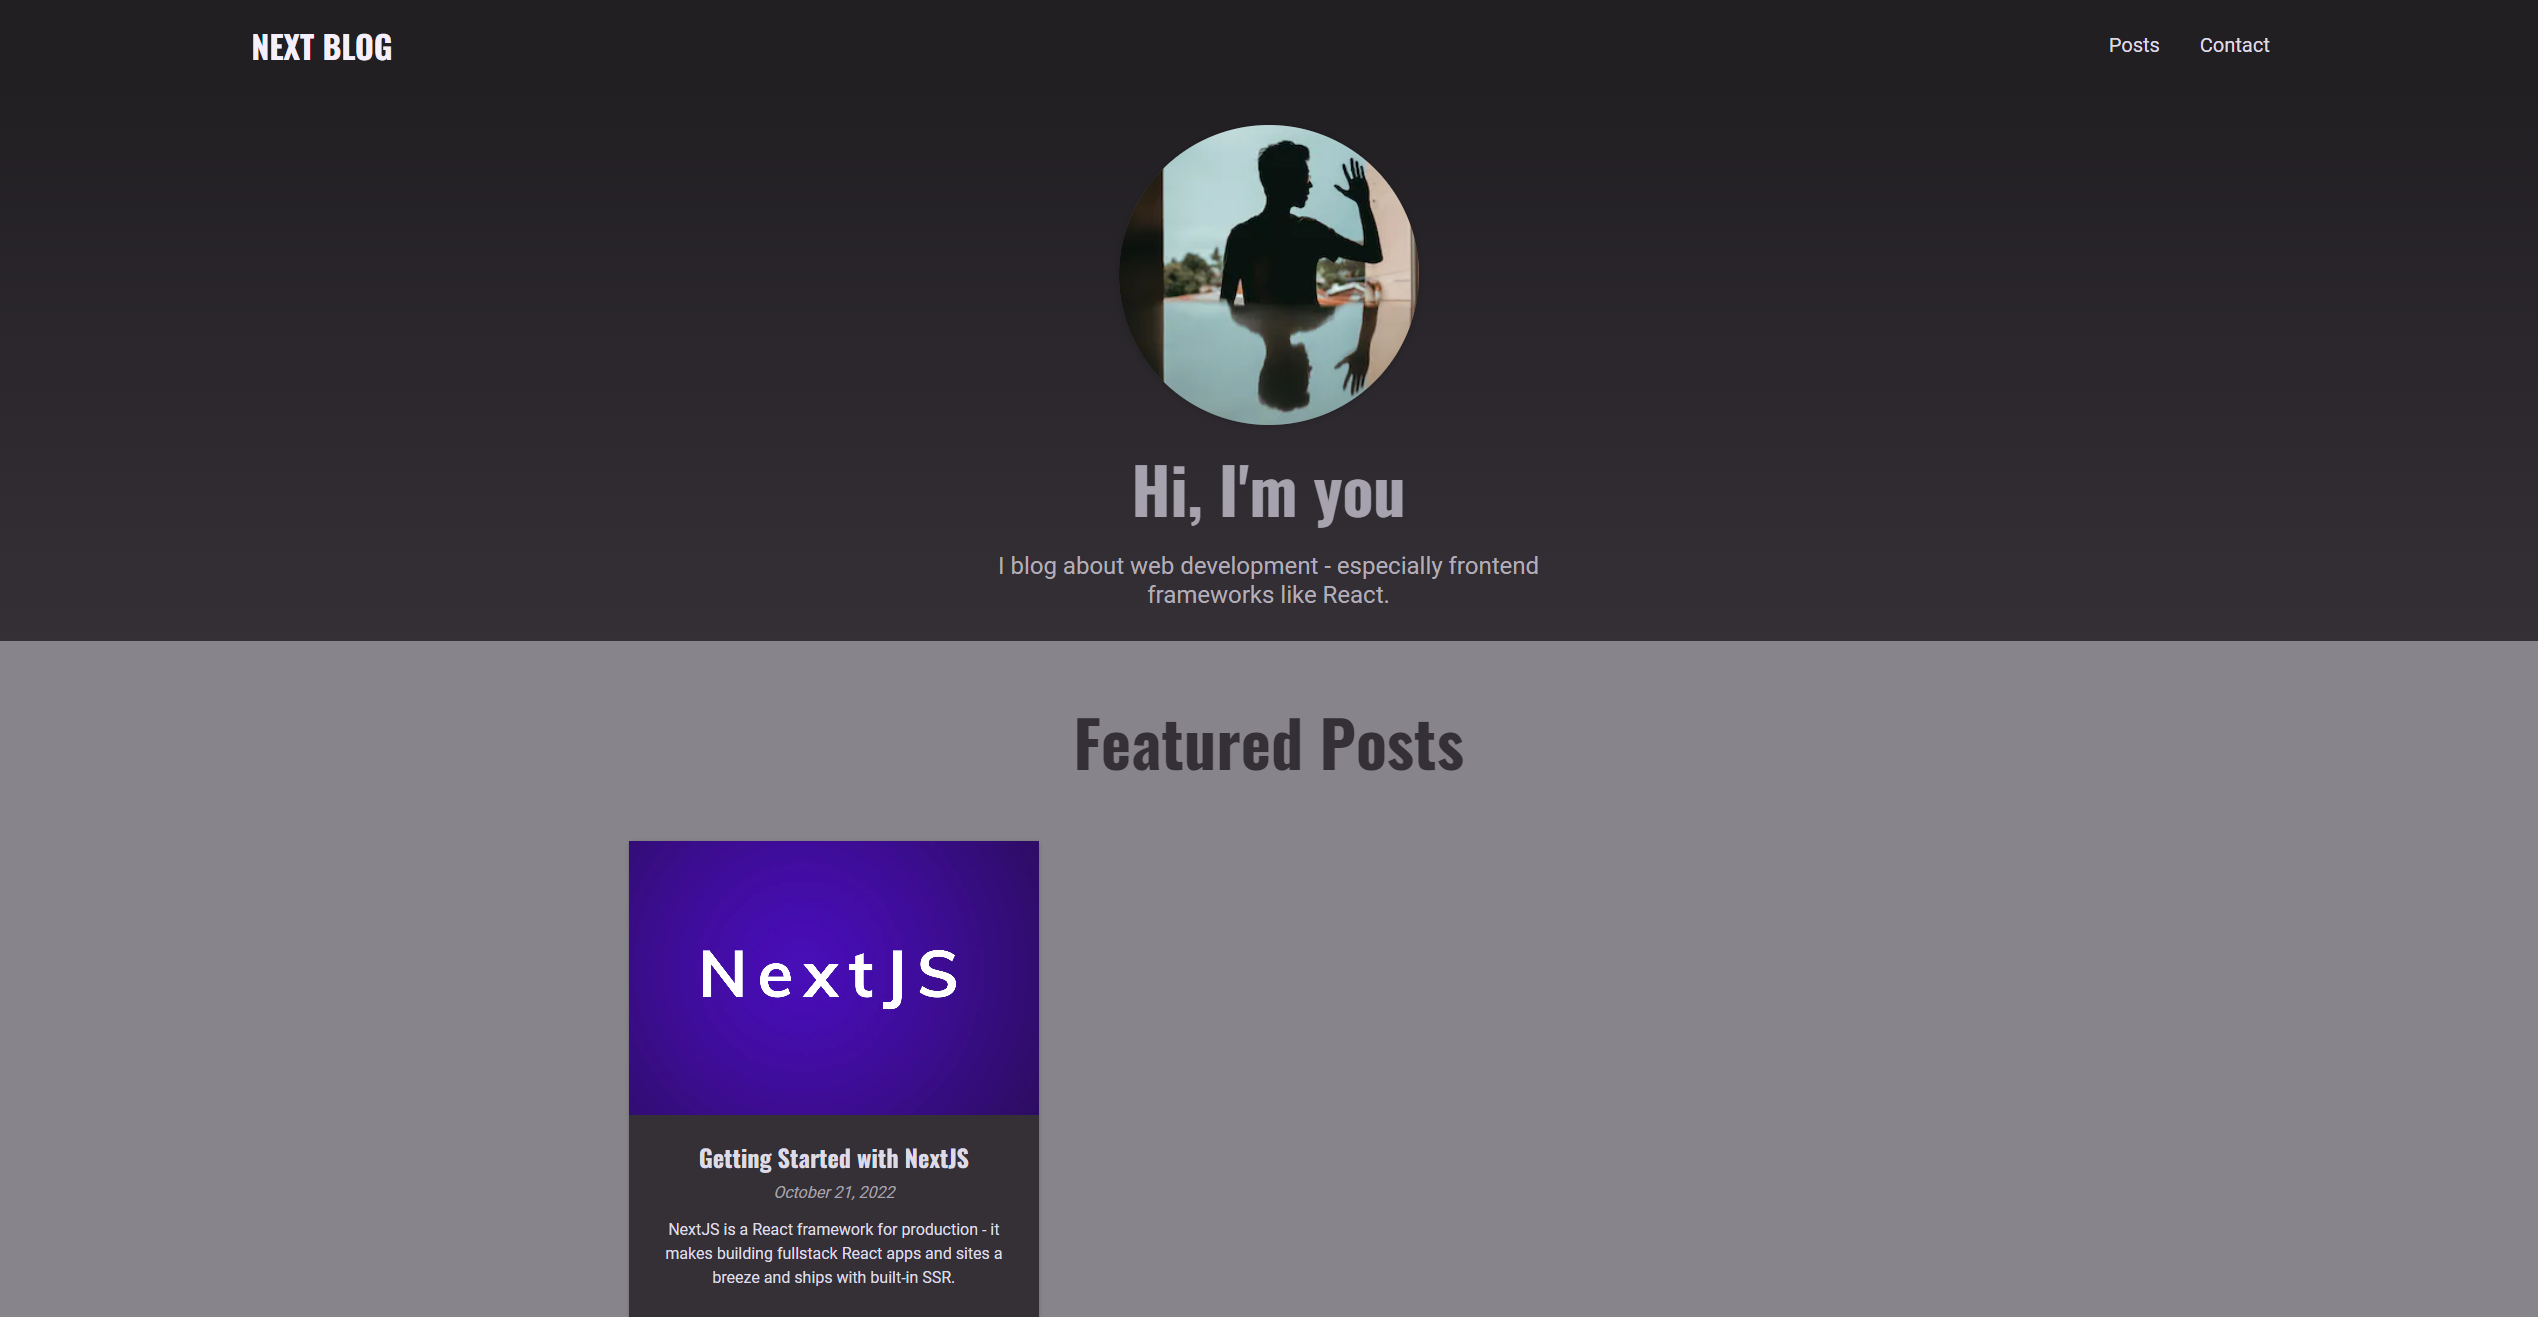 NEXT BLOG
Posts
Contact
Hi, I'm you
I blog about web development - especially frontend
frameworks like React.
Featured Posts
NextJS
Getting Started with NextJS
October 21, 2022
NextJS is a React framework for production - it
makes building fullstack React apps and sites a
breeze and ships with built-in SSR.